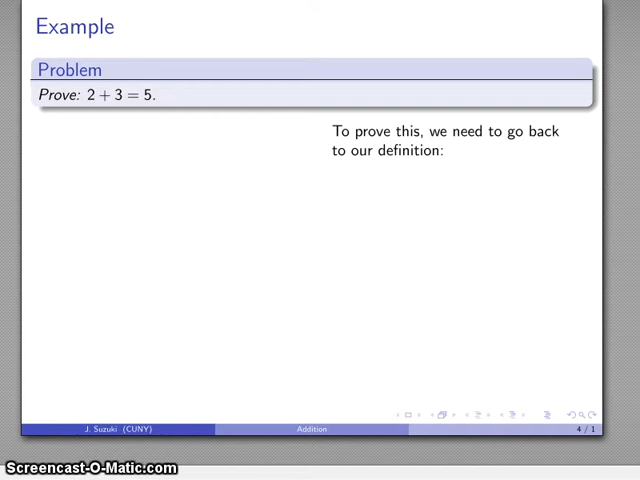 Example
Problem
Prove: 2 + 3 = 5.
To prove this, we need to go back
to our definition:
J. Suzuki (CUNY)
Addition
4 / 1
Screencast-O-Matic.com